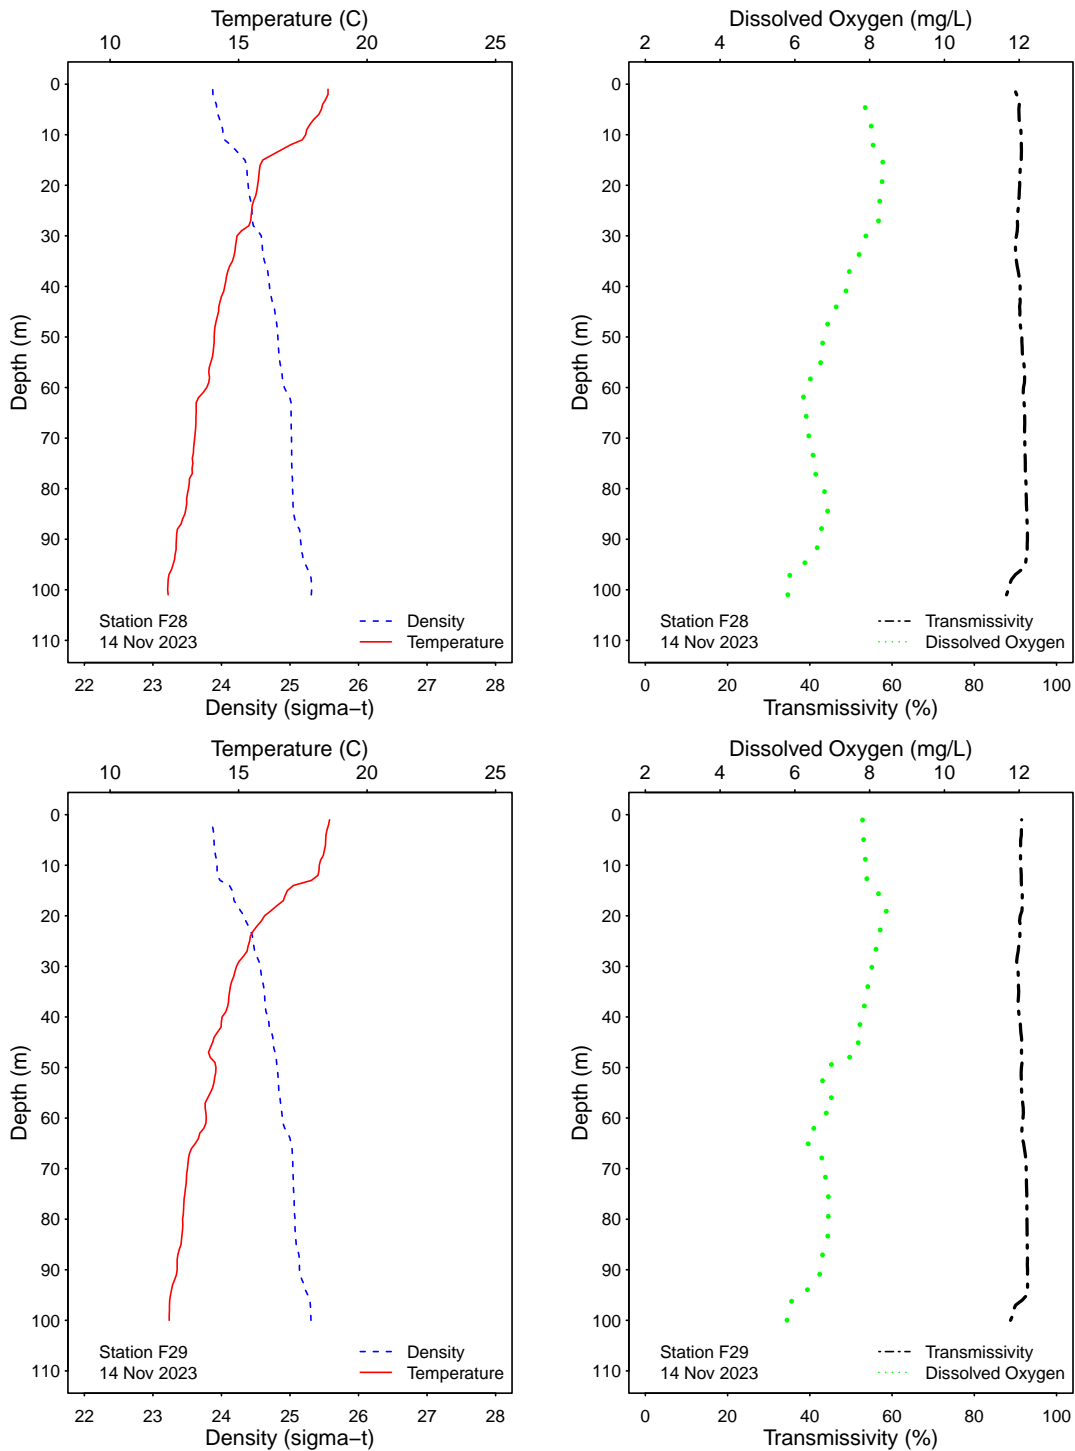 Temperature (C)
10 15 20 25
0
10
20
30
40
50
60
70
80
90
100
110
Depth (m)
Station F28
14 Nov 2023
Density
Temperature
22 23 24 25 26 27 28
Density (sigma−t)
Dissolved Oxygen (mg/L)
2 4 6 8 10 12
0
10
20
30
40
50
60
70
80
90
100
110
Depth (m)
Station F28
14 Nov 2023
Transmissivity
Dissolved Oxygen
0 20 40 60 80 100
Transmissivity (%)
Temperature (C)
10 15 20 25
0
10
20
30
40
50
60
70
80
90
100
110
Depth (m)
Station F29
14 Nov 2023
Density
Temperature
22 23 24 25 26 27 28
Density (sigma−t)
Dissolved Oxygen (mg/L)
2 4 6 8 10 12
0
10
20
30
40
50
60
70
80
90
100
110
Depth (m)
Station F29
14 Nov 2023
Transmissivity
Dissolved Oxygen
0 20 40 60 80 100
Transmissivity (%)